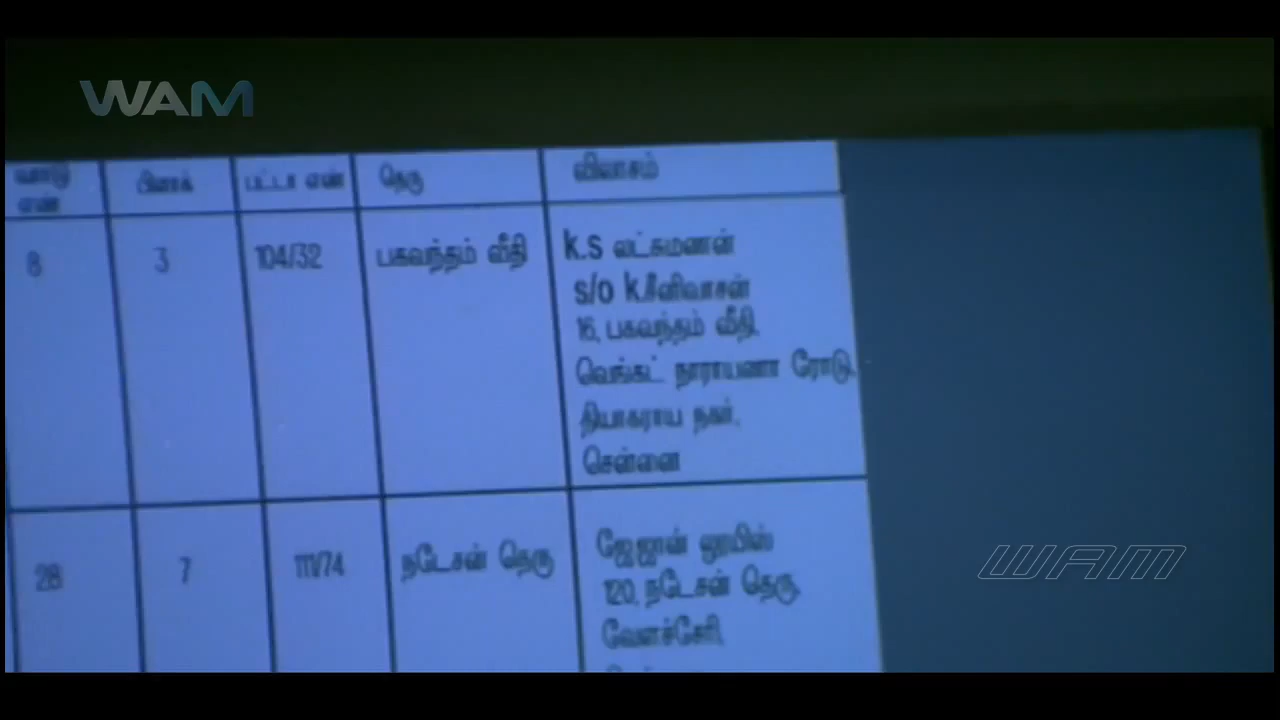 WAM
வார்டு எண் பிளாக் பட்டா எண் தெரு விலாசம்
8 3 104/32 பகவந்தம் வீதி k.s லட்சுமணன்
s/o k.சீனிவாசன்
16, பகவந்தம் வீதி,
வெங்கட் நாராயணா ரோடு,
தியாகராய நகர்,
சென்னை
28 7 111/74 நடேசன் தெரு ஜேஜான்
120, நடேசன் தெரு,
வேளச்சேரி,
WAM